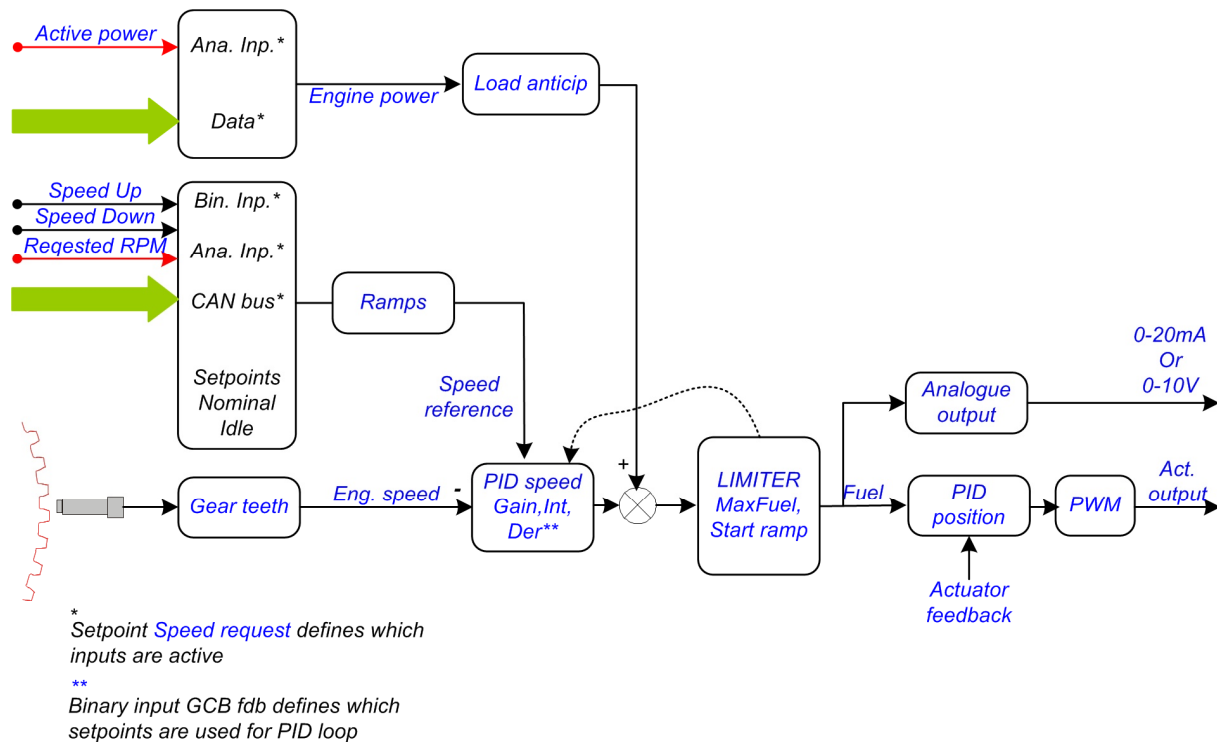 Active power
Ana. Inp.*
Data*
Engine power
Load anticip
Speed Up
Speed Down
Reqested RPM
Bin. Inp.*
Ana. Inp.*
CAN bus*
Setpoints
Nominal
Idle
Ramps
Speed
reference
Gear teeth
Eng. speed
-
PID speed
Gain,Int,
Der**
+
LIMITER
MaxFuel,
Start ramp
Fuel
Analogue
output
0-20mA
Or
0-10V
PID
position
PWM
Act.
output
Actuator
feedback
*
Setpoint Speed request defines which
inputs are active
**
Binary input GCB fdb defines which
setpoints are used for PID loop